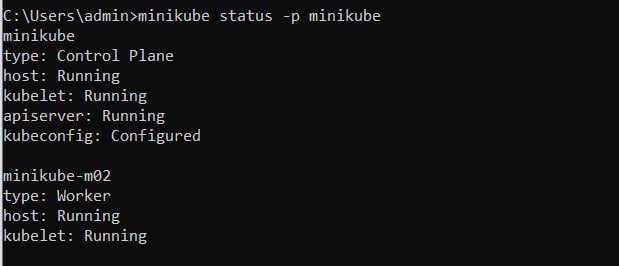 C:\Users\admin>minikube status -p minikube
minikube
type: Control Plane
host: Running
kubelet: Running
apiserver: Running
kubeconfig: Configured

minikube-m02
type: Worker
host: Running
kubelet: Running